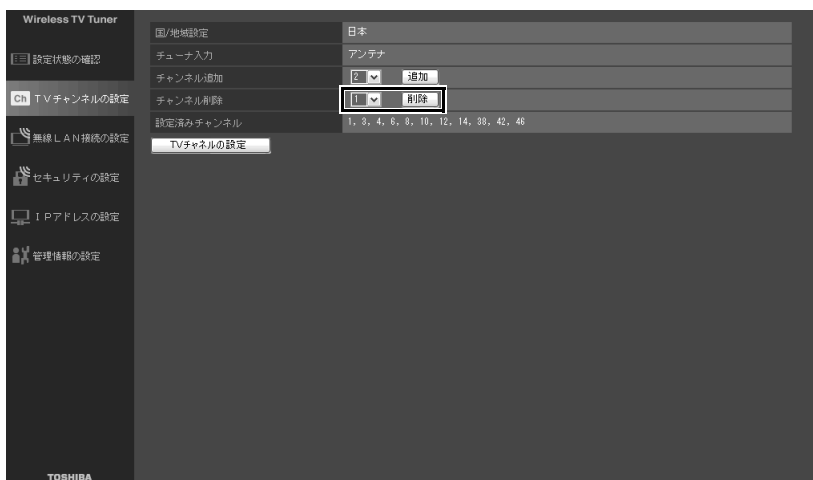 Wireless TV Tuner
設定状態の確認
Ch TVチャンネルの設定
無線LAN接続の設定
セキュリティの設定
IPアドレスの設定
管理情報の設定
TOSHIBA
国/地域設定 日本
チューナ入力 アンテナ
チャンネル追加 2 追加
チャンネル削除 1 削除
設定済みチャンネル 1, 3, 4, 6, 8, 10, 12, 14, 38, 42, 46
TVチャネルの設定